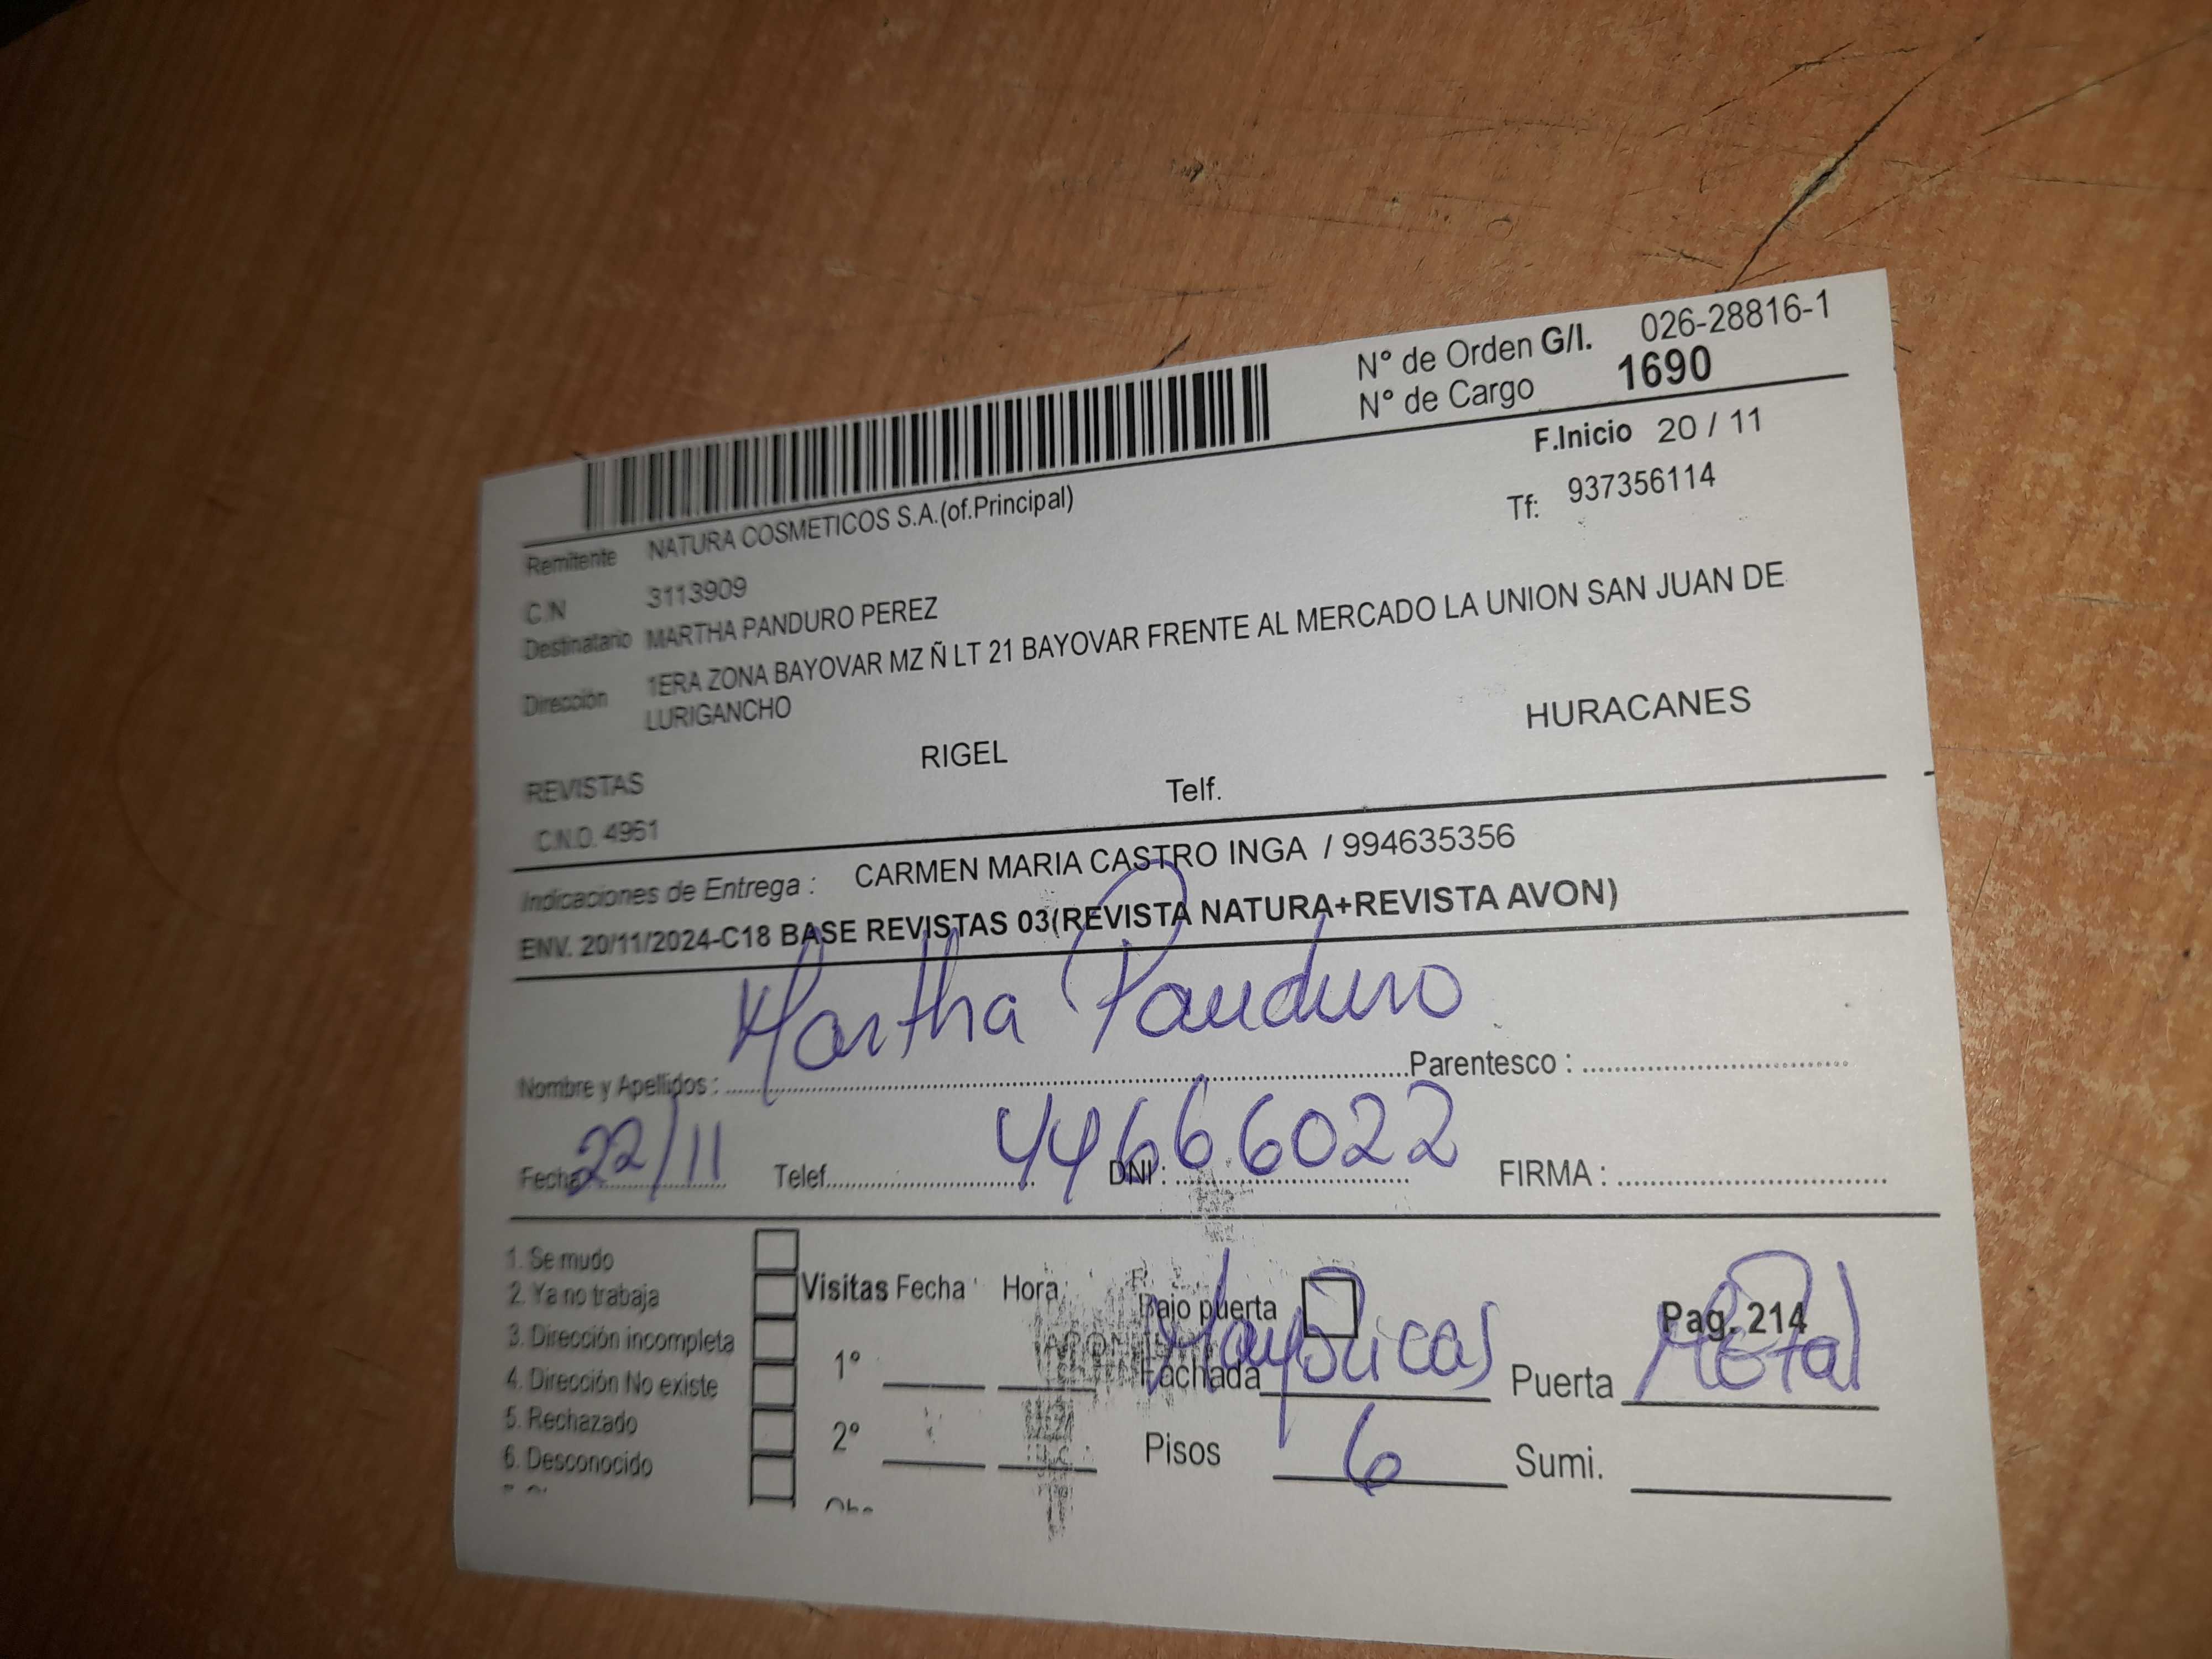 N° de Orden G/I. 026-28816-1
N° de Cargo 1690
F.Inicio 20 / 11
Remitente NATURA COSMETICOS S.A.(of.Principal)
Tf: 937356114
C.N 3113909
Destinatario MARTHA PANDURO PEREZ
Dirección 1ERA ZONA BAYOVAR MZ Ñ LT 21 BAYOVAR FRENTE AL MERCADO LA UNION SAN JUAN DE
LURIGANCHO
REVISTAS RIGEL HURACANES
C.N.O. 4961 Telf.
Indicaciones de Entrega : CARMEN MARIA CASTRO INGA / 994635356
ENV. 20/11/2024-C18 BASE REVISTAS 03(REVISTA NATURA+REVISTA AVON)
Martha Panduro
Nombre y Apellidos : Parentesco :
Fecha 22/11 Telef. DNI : 44666022 FIRMA :
1. Se mudo
2. Ya no trabaja
3. Dirección incompleta
4. Dirección No existe
5. Rechazado
6. Desconocido
Visitas Fecha Hora
1°
2°
Bajo puerta Pag. 214
Fachada Mayolicas Puerta Metal
Pisos 6 Sumi.